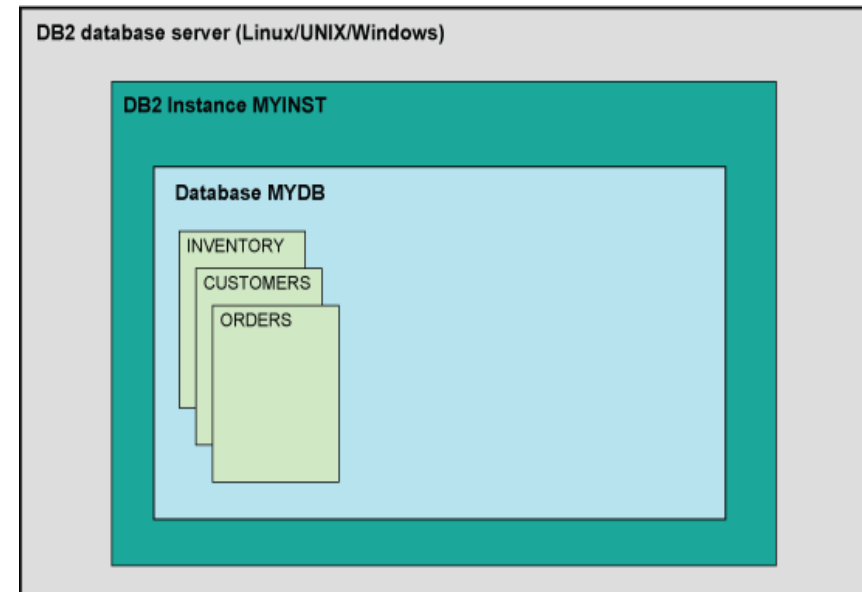 DB2 database server (Linux/UNIX/Windows)
DB2 Instance MYINST
Database MYDB
INVENTORY
CUSTOMERS
ORDERS